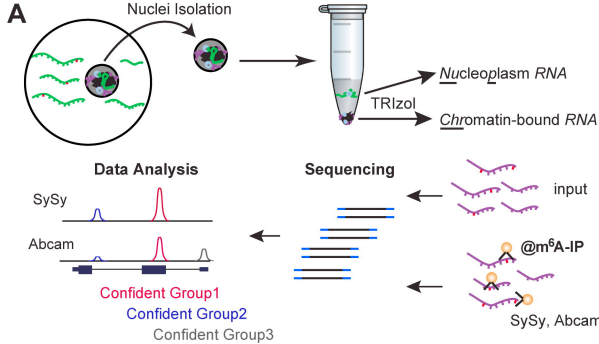 A
Nuclei Isolation
Nucleoplasm RNA
TRIzol
Chromatin-bound RNA
Data Analysis
Sequencing
SySy
input
Abcam
@m⁶A-IP
Confident Group1
Confident Group2
Confident Group3
SySy, Abcam